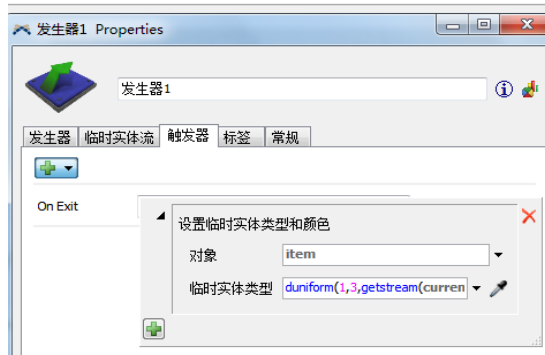 发生器1 Properties
发生器1
发生器 临时实体流 触发器 标签 常规
On Exit
设置临时实体类型和颜色
对象 item
临时实体类型 duniform(1,3,getstream(curren